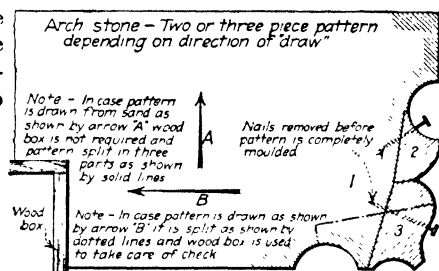 Arch stone - Two or three piece pattern
depending on direction of "draw"
Note - In case pattern
is drawn from sand as
shown by arrow "A" wood
box is not required and
pattern split in three
parts as shown
by solid lines
A
Nails removed before
pattern is completely
moulded
B
1
2
3
Wood
box
Note - In case pattern is drawn as shown
by arrow "B" it is split as shown by
dotted lines and wood box is used
to take care of check